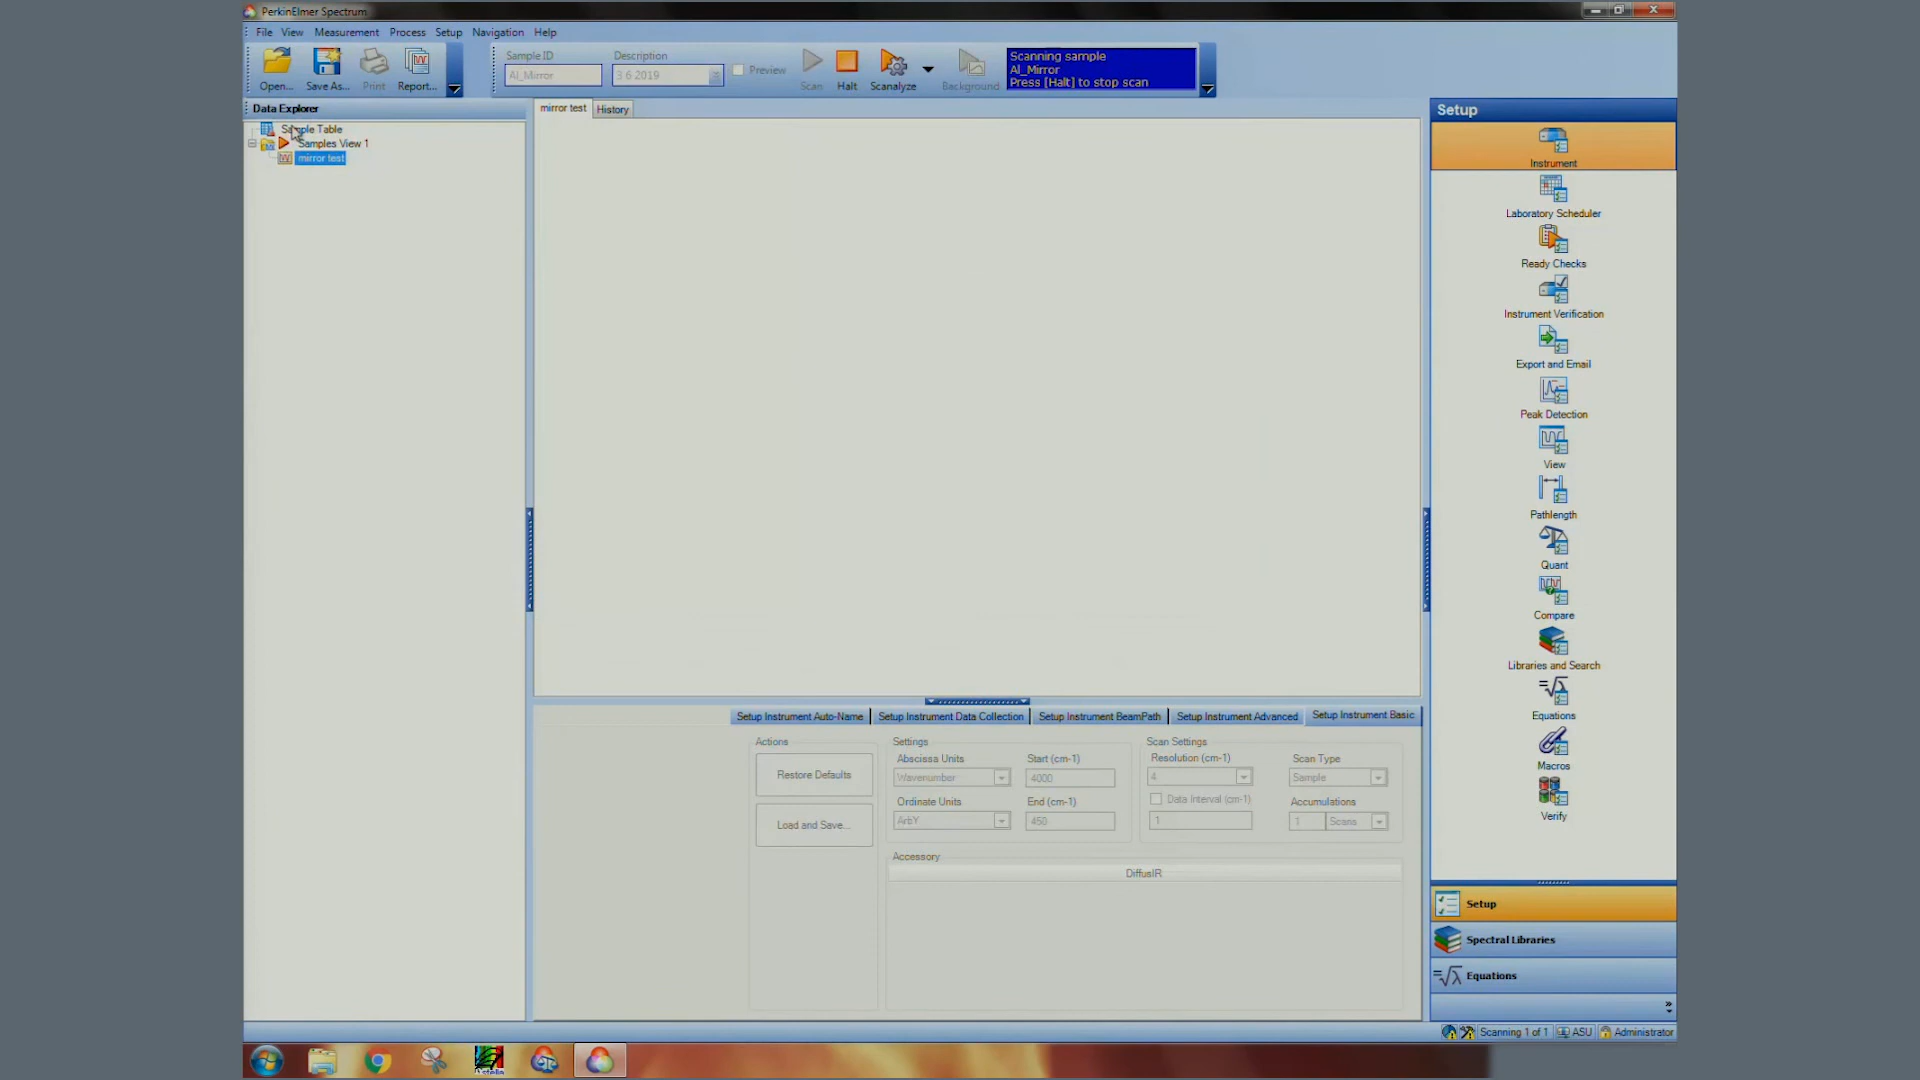 PerkinElmer Spectrum
File View Measurement Process Setup Navigation Help
Open... Save As... Print Report...
Sample ID
Al_Mirror
Description
3 6 2019
Preview
Scan Halt Scanalyze Background
Scanning sample
Al_Mirror
Press [Halt] to stop scan
Data Explorer
Sample Table
Samples View 1
mirror test
mirror test History
Setup Instrument Auto-Name Setup Instrument Data Collection Setup Instrument BeamPath Setup Instrument Advanced Setup Instrument Basic
Actions
Restore Defaults
Load and Save...
Settings
Abscissa Units Start (cm-1)
Wavenumber 4000
Ordinate Units End (cm-1)
ArbY 450
Scan Settings
Resolution (cm-1) Scan Type
4 Sample
Data Interval (cm-1) Accumulations
1 1 Scans
Accessory
DiffusIR
Setup
Instrument
Laboratory Scheduler
Ready Checks
Instrument Verification
Export and Email
Peak Detection
View
Pathlength
Quant
Compare
Libraries and Search
Equations
Macros
Verify
Setup
Spectral Libraries
Equations
Scanning 1 of 1 ASU Administrator